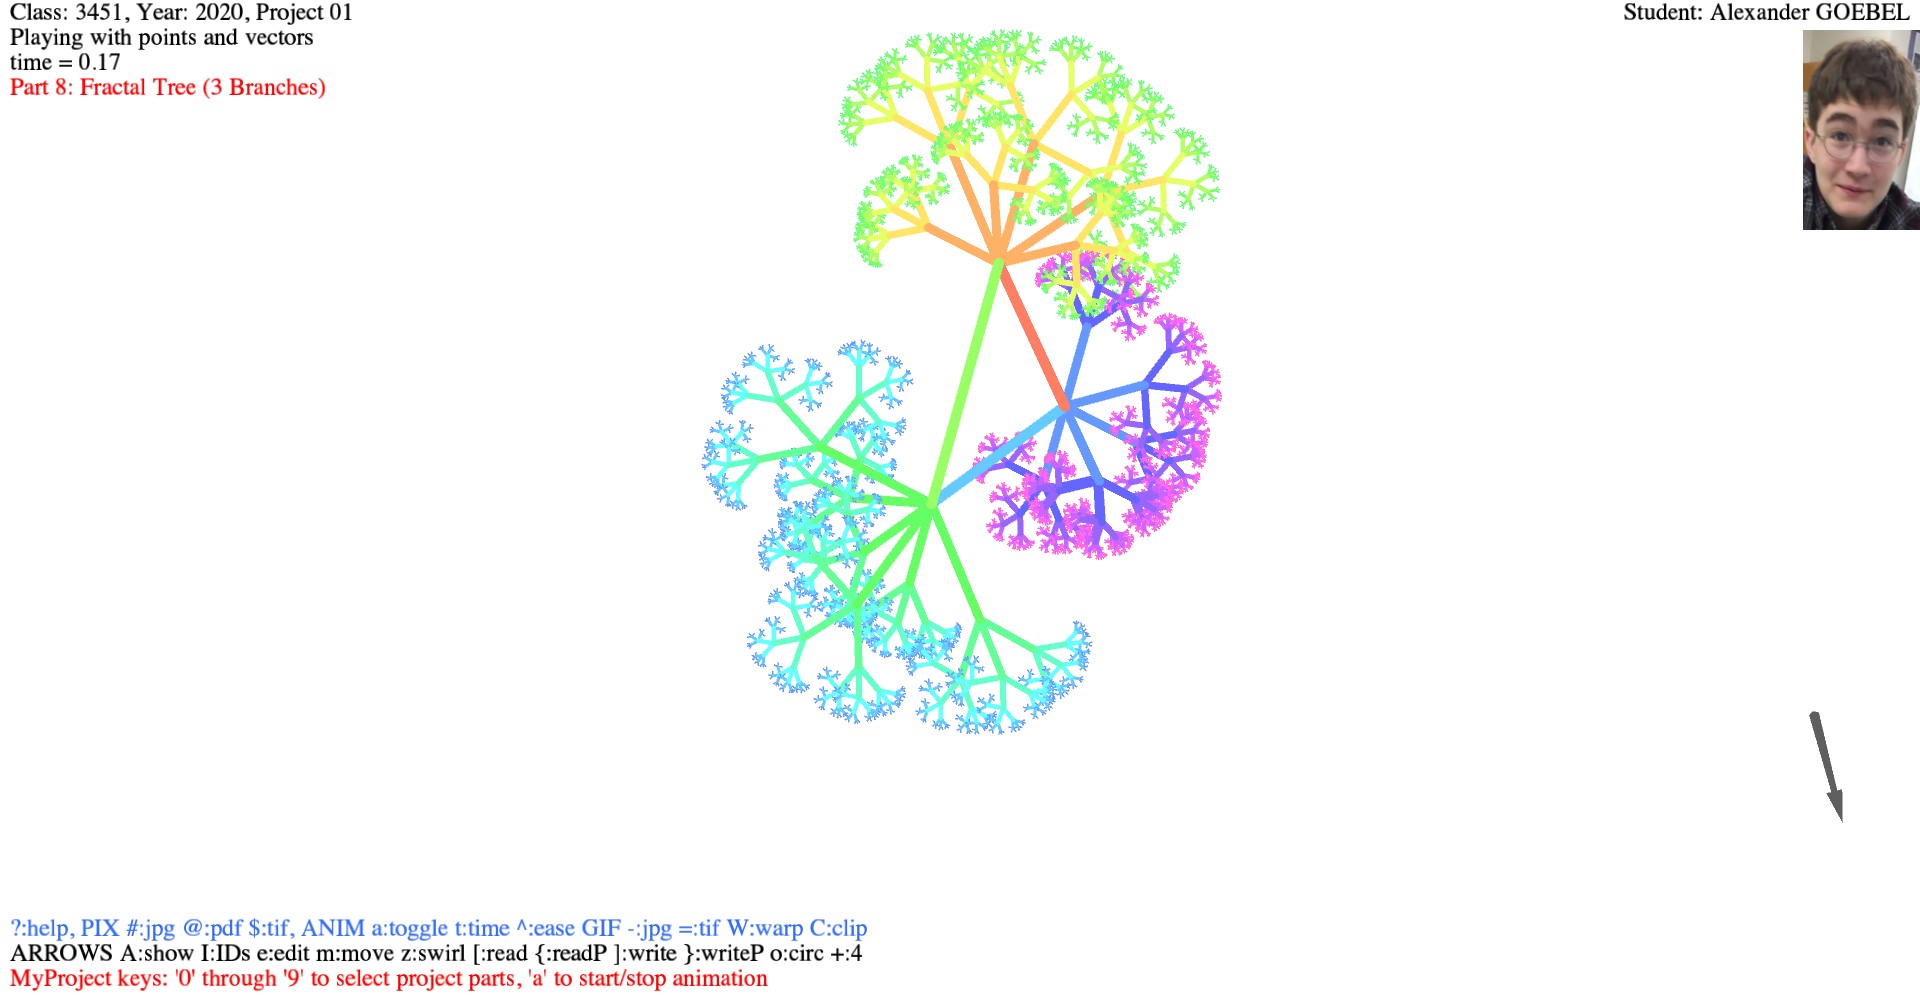 Class: 3451, Year: 2020, Project 01
Student: Alexander GOEBEL
Playing with points and vectors
time = 0.17
Part 8: Fractal Tree (3 Branches)
?:help, PIX #:jpg @:pdf $:tif, ANIM a:toggle t:time ^:ease GIF -:jpg =:tif W:warp C:clip
ARROWS A:show I:IDs e:edit m:move z:swirl [:read {:readP ]:write }:writeP o:circ +:4
MyProject keys: '0' through '9' to select project parts, 'a' to start/stop animation